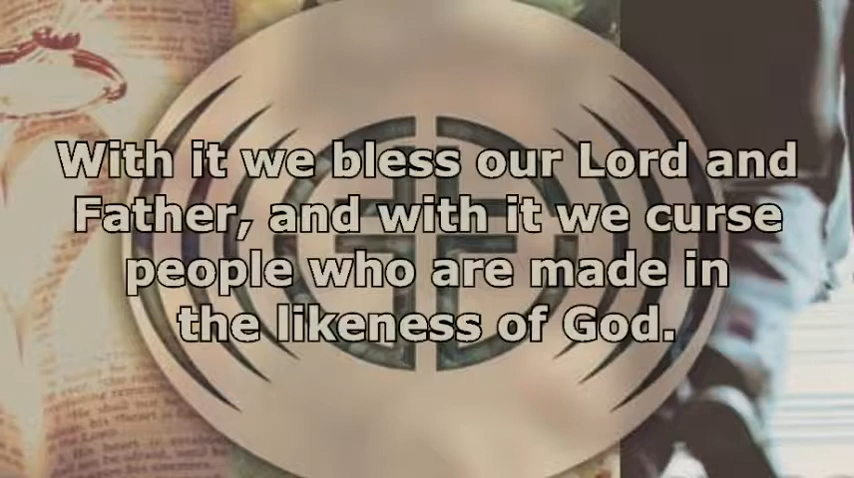 With it we bless our Lord and
Father, and with it we curse
people who are made in
the likeness of God.